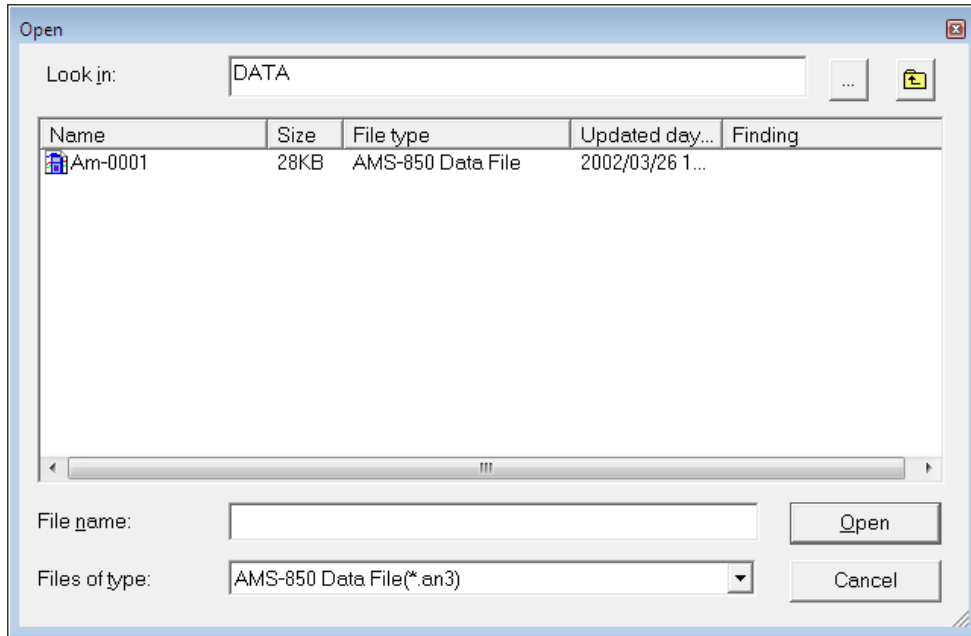 Open
Look in: DATA ...
Name Size File type Updated day... Finding
Am-0001 28KB AMS-850 Data File 2002/03/26 1...
File name: Open
Files of type: AMS-850 Data File(*.an3) Cancel